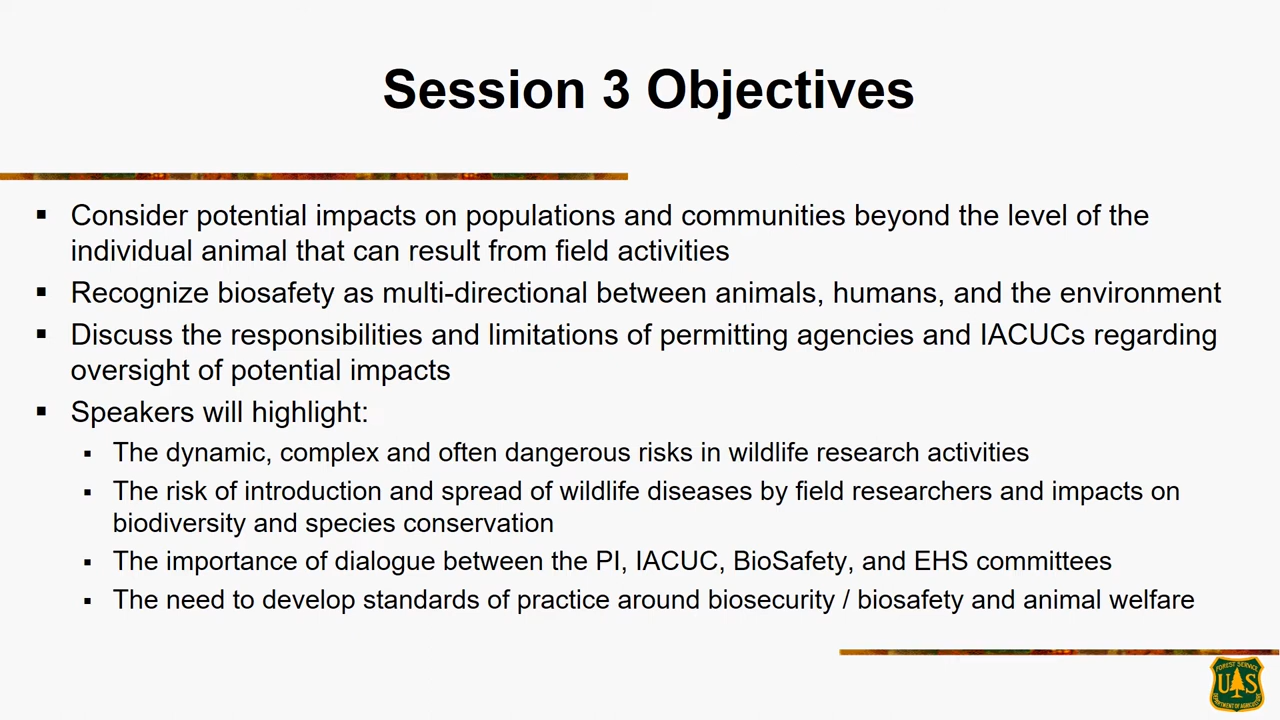 Session 3 Objectives
▪ Consider potential impacts on populations and communities beyond the level of the
individual animal that can result from field activities
▪ Recognize biosafety as multi-directional between animals, humans, and the environment
▪ Discuss the responsibilities and limitations of permitting agencies and IACUCs regarding
oversight of potential impacts
▪ Speakers will highlight:
▪ The dynamic, complex and often dangerous risks in wildlife research activities
▪ The risk of introduction and spread of wildlife diseases by field researchers and impacts on
biodiversity and species conservation
▪ The importance of dialogue between the PI, IACUC, BioSafety, and EHS committees
▪ The need to develop standards of practice around biosecurity / biosafety and animal welfare
FOREST SERVICE
U S
DEPARTMENT OF AGRICULTURE